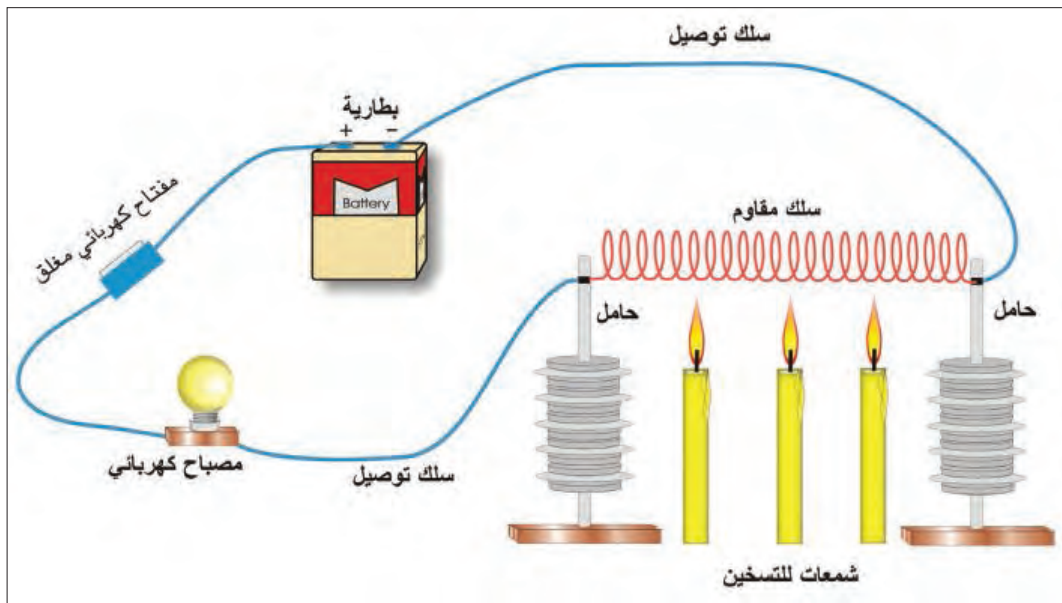 سلك توصيل
بطارية
+ −
Battery
مفتاح كهربائي مغلق
سلك مقاوم
حامل
حامل
مصباح كهربائي
سلك توصيل
شمعات للتسخين